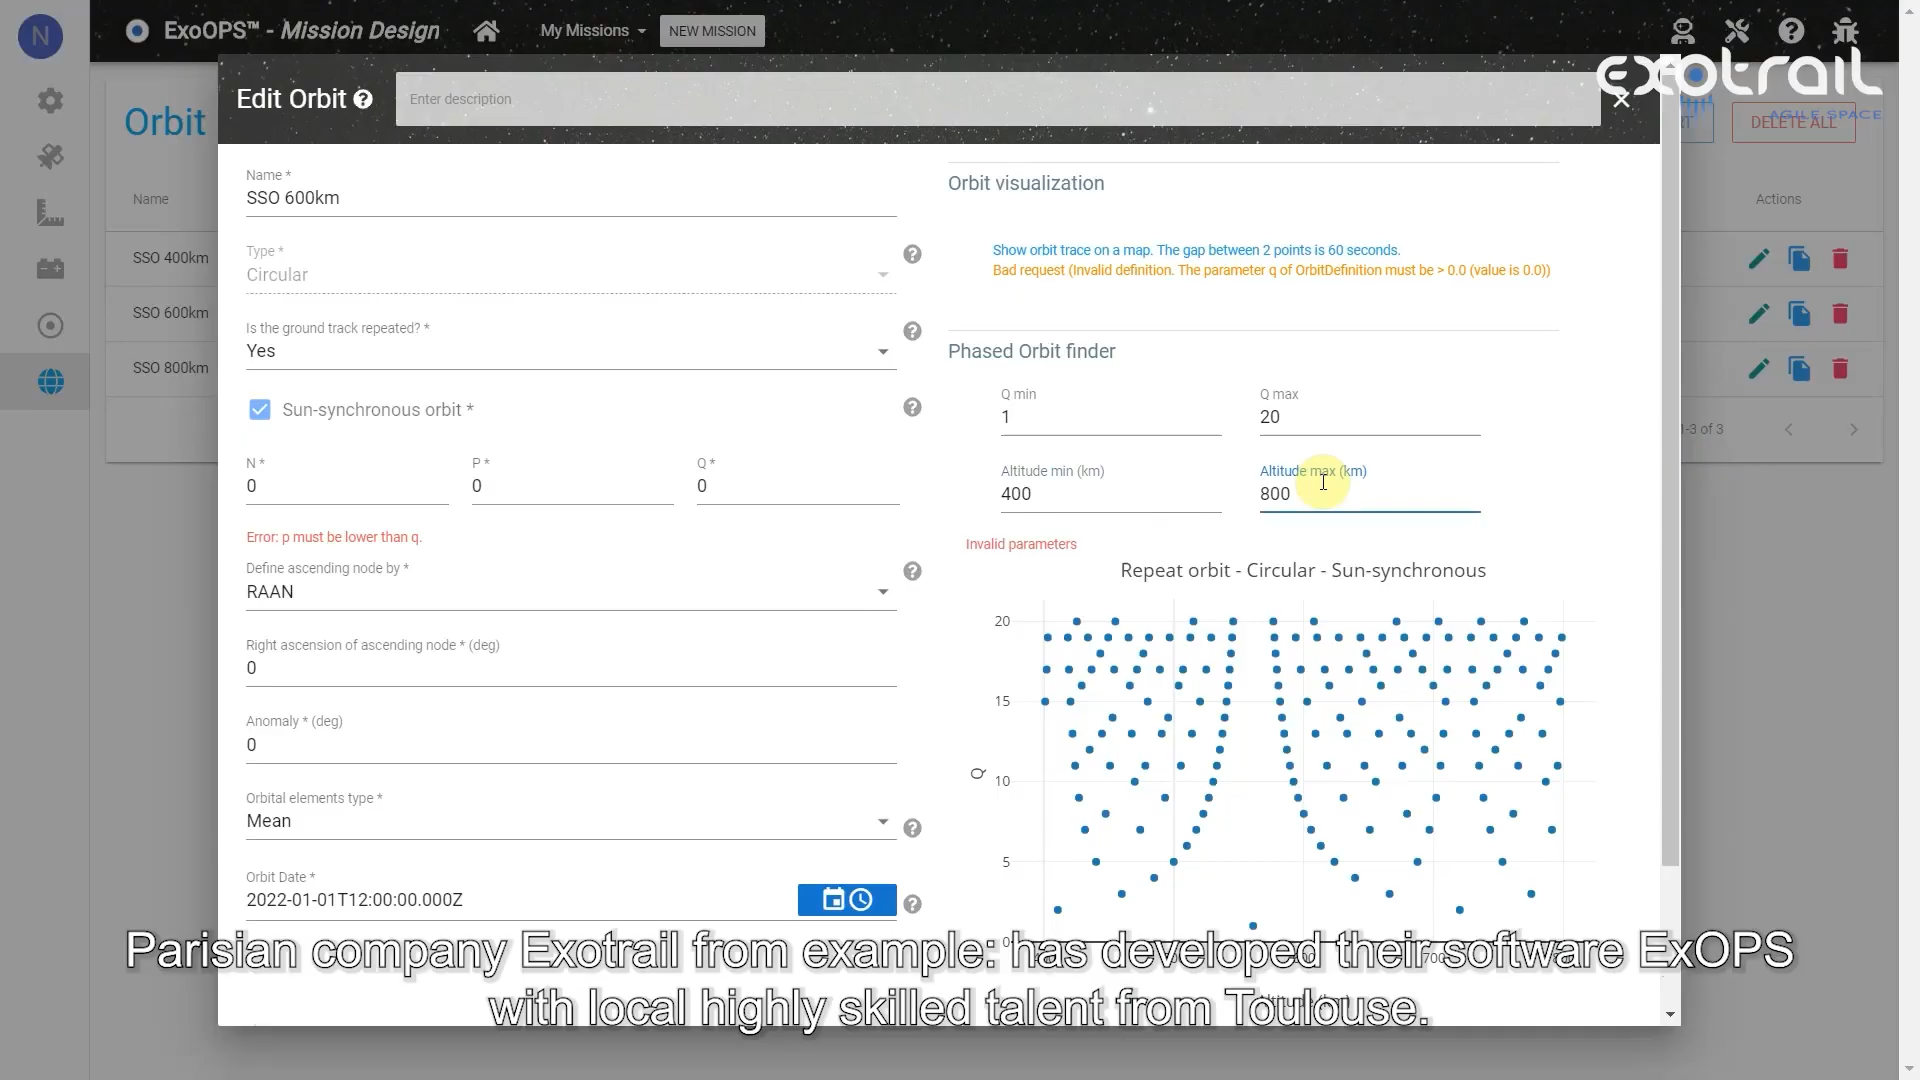 N
ExoOPS™ - Mission Design
My Missions
NEW MISSION
exotrail
AGILE SPACE
Edit Orbit
Enter description
Orbit
DELETE ALL
Name
Actions
SSO 400km
SSO 600km
SSO 800km
1-3 of 3
Name *
SSO 600km
Type *
Circular
Is the ground track repeated? *
Yes
Sun-synchronous orbit *
N * P * Q *
0 0 0
Error: p must be lower than q.
Define ascending node by *
RAAN
Right ascension of ascending node * (deg)
0
Anomaly * (deg)
0
Orbital elements type *
Mean
Orbit Date *
2022-01-01T12:00:00.000Z
Orbit visualization
Show orbit trace on a map. The gap between 2 points is 60 seconds.
Bad request (Invalid definition. The parameter q of OrbitDefinition must be > 0.0 (value is 0.0))
Phased Orbit finder
Q min Q max
1 20
Altitude min (km) Altitude max (km)
400 800
Invalid parameters
Repeat orbit - Circular - Sun-synchronous
20
15
Q
10
5
0
Parisian company Exotrail from example: has developed their software ExOPS
with local highly skilled talent from Toulouse.